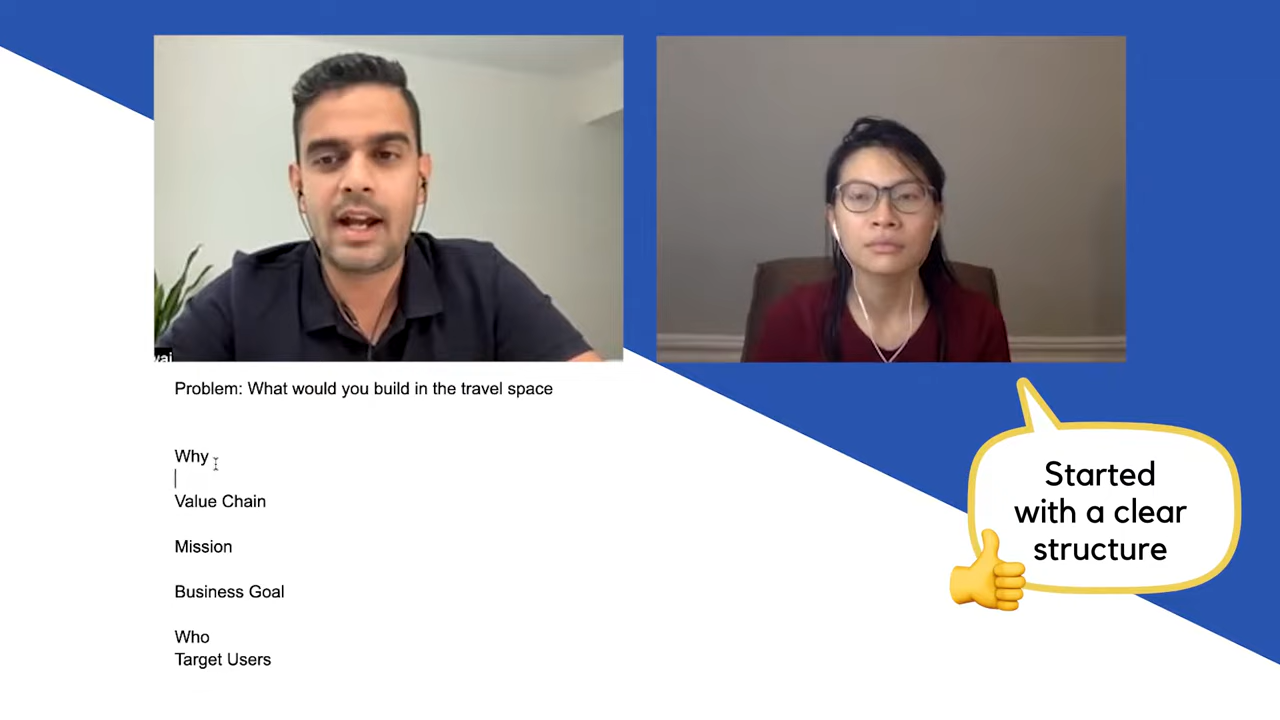 vai
Problem: What would you build in the travel space
Why
Value Chain
Mission
Business Goal
Who
Target Users
Started
with a clear
structure